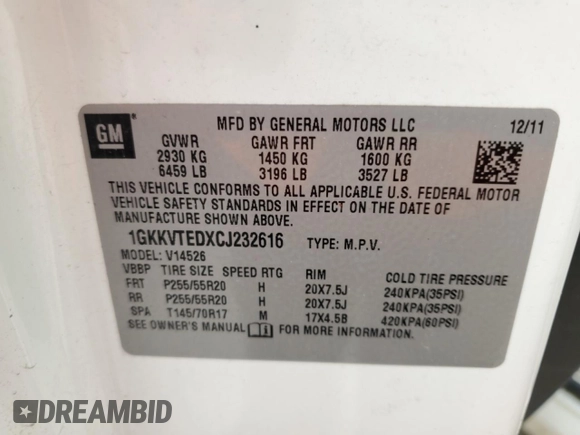 GM
MFD BY GENERAL MOTORS LLC 12/11
GVWR GAWR FRT GAWR RR
2930 KG 1450 KG 1600 KG
6459 LB 3196 LB 3527 LB
THIS VEHICLE CONFORMS TO ALL APPLICABLE U.S. FEDERAL MOTOR
VEHICLE SAFETY STANDARDS IN EFFECT ON THE DATE OF
MANUFACTURE SHOWN ABOVE.
1GKKVTEDXCJ232616 TYPE: M.P.V.
MODEL: V14526
VBBP TIRE SIZE SPEED RTG RIM COLD TIRE PRESSURE
FRT P255/55R20 H 20X7.5J 240KPA(35PSI)
RR P255/55R20 H 20X7.5J 240KPA(35PSI)
SPA T145/70R17 M 17X4.5B 420KPA(60PSI)
SEE OWNER'S MANUAL FOR MORE INFORMATION.
DREAMBID